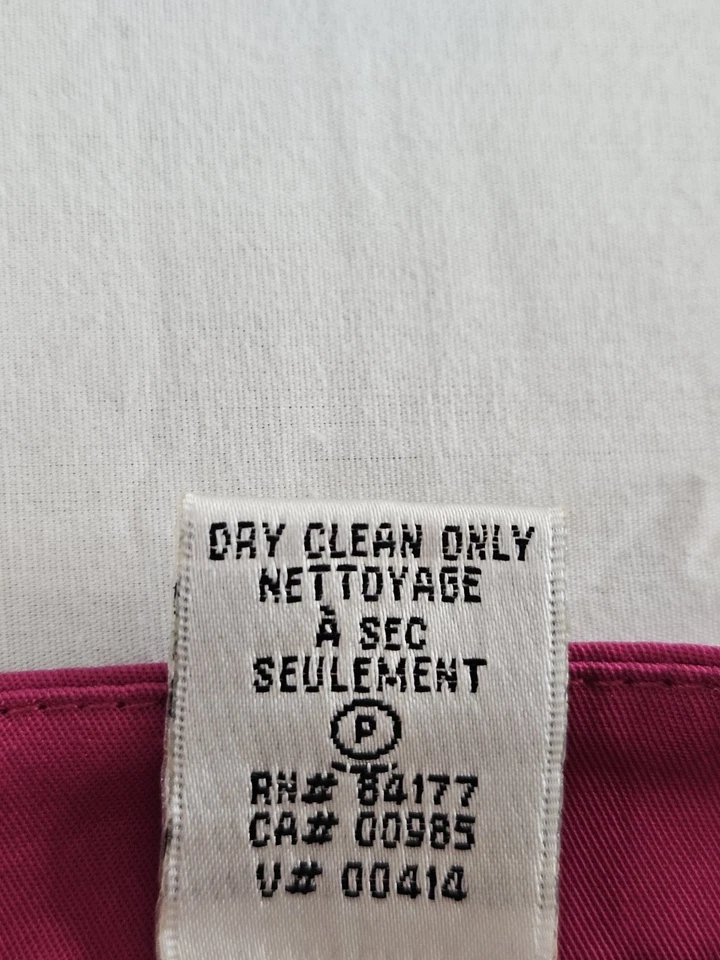 DRY CLEAN ONLY
NETTOYAGE
À SEC
SEULEMENT
P
RN# 84177
CA# 00985
V# 00414